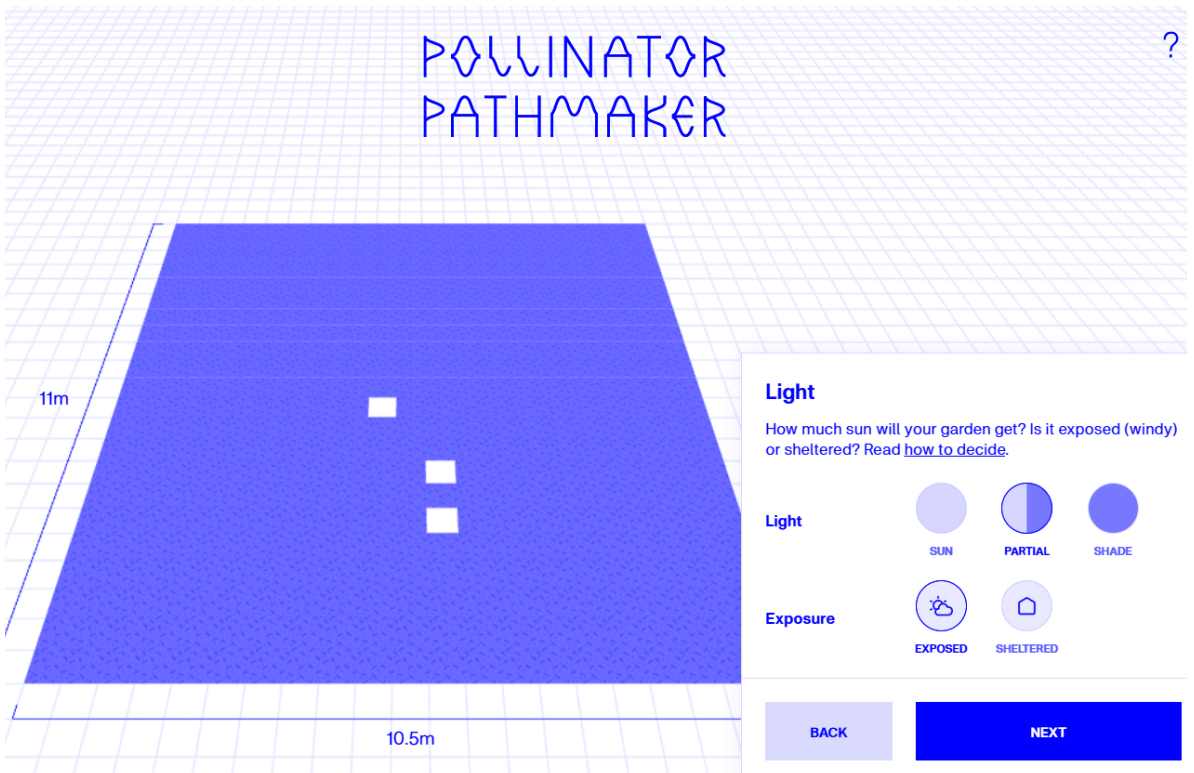 POLLINATOR
PATHMAKER
?
11m
10.5m
Light
How much sun will your garden get? Is it exposed (windy)
or sheltered? Read how to decide.
Light
SUN
PARTIAL
SHADE
Exposure
EXPOSED
SHELTERED
BACK
NEXT